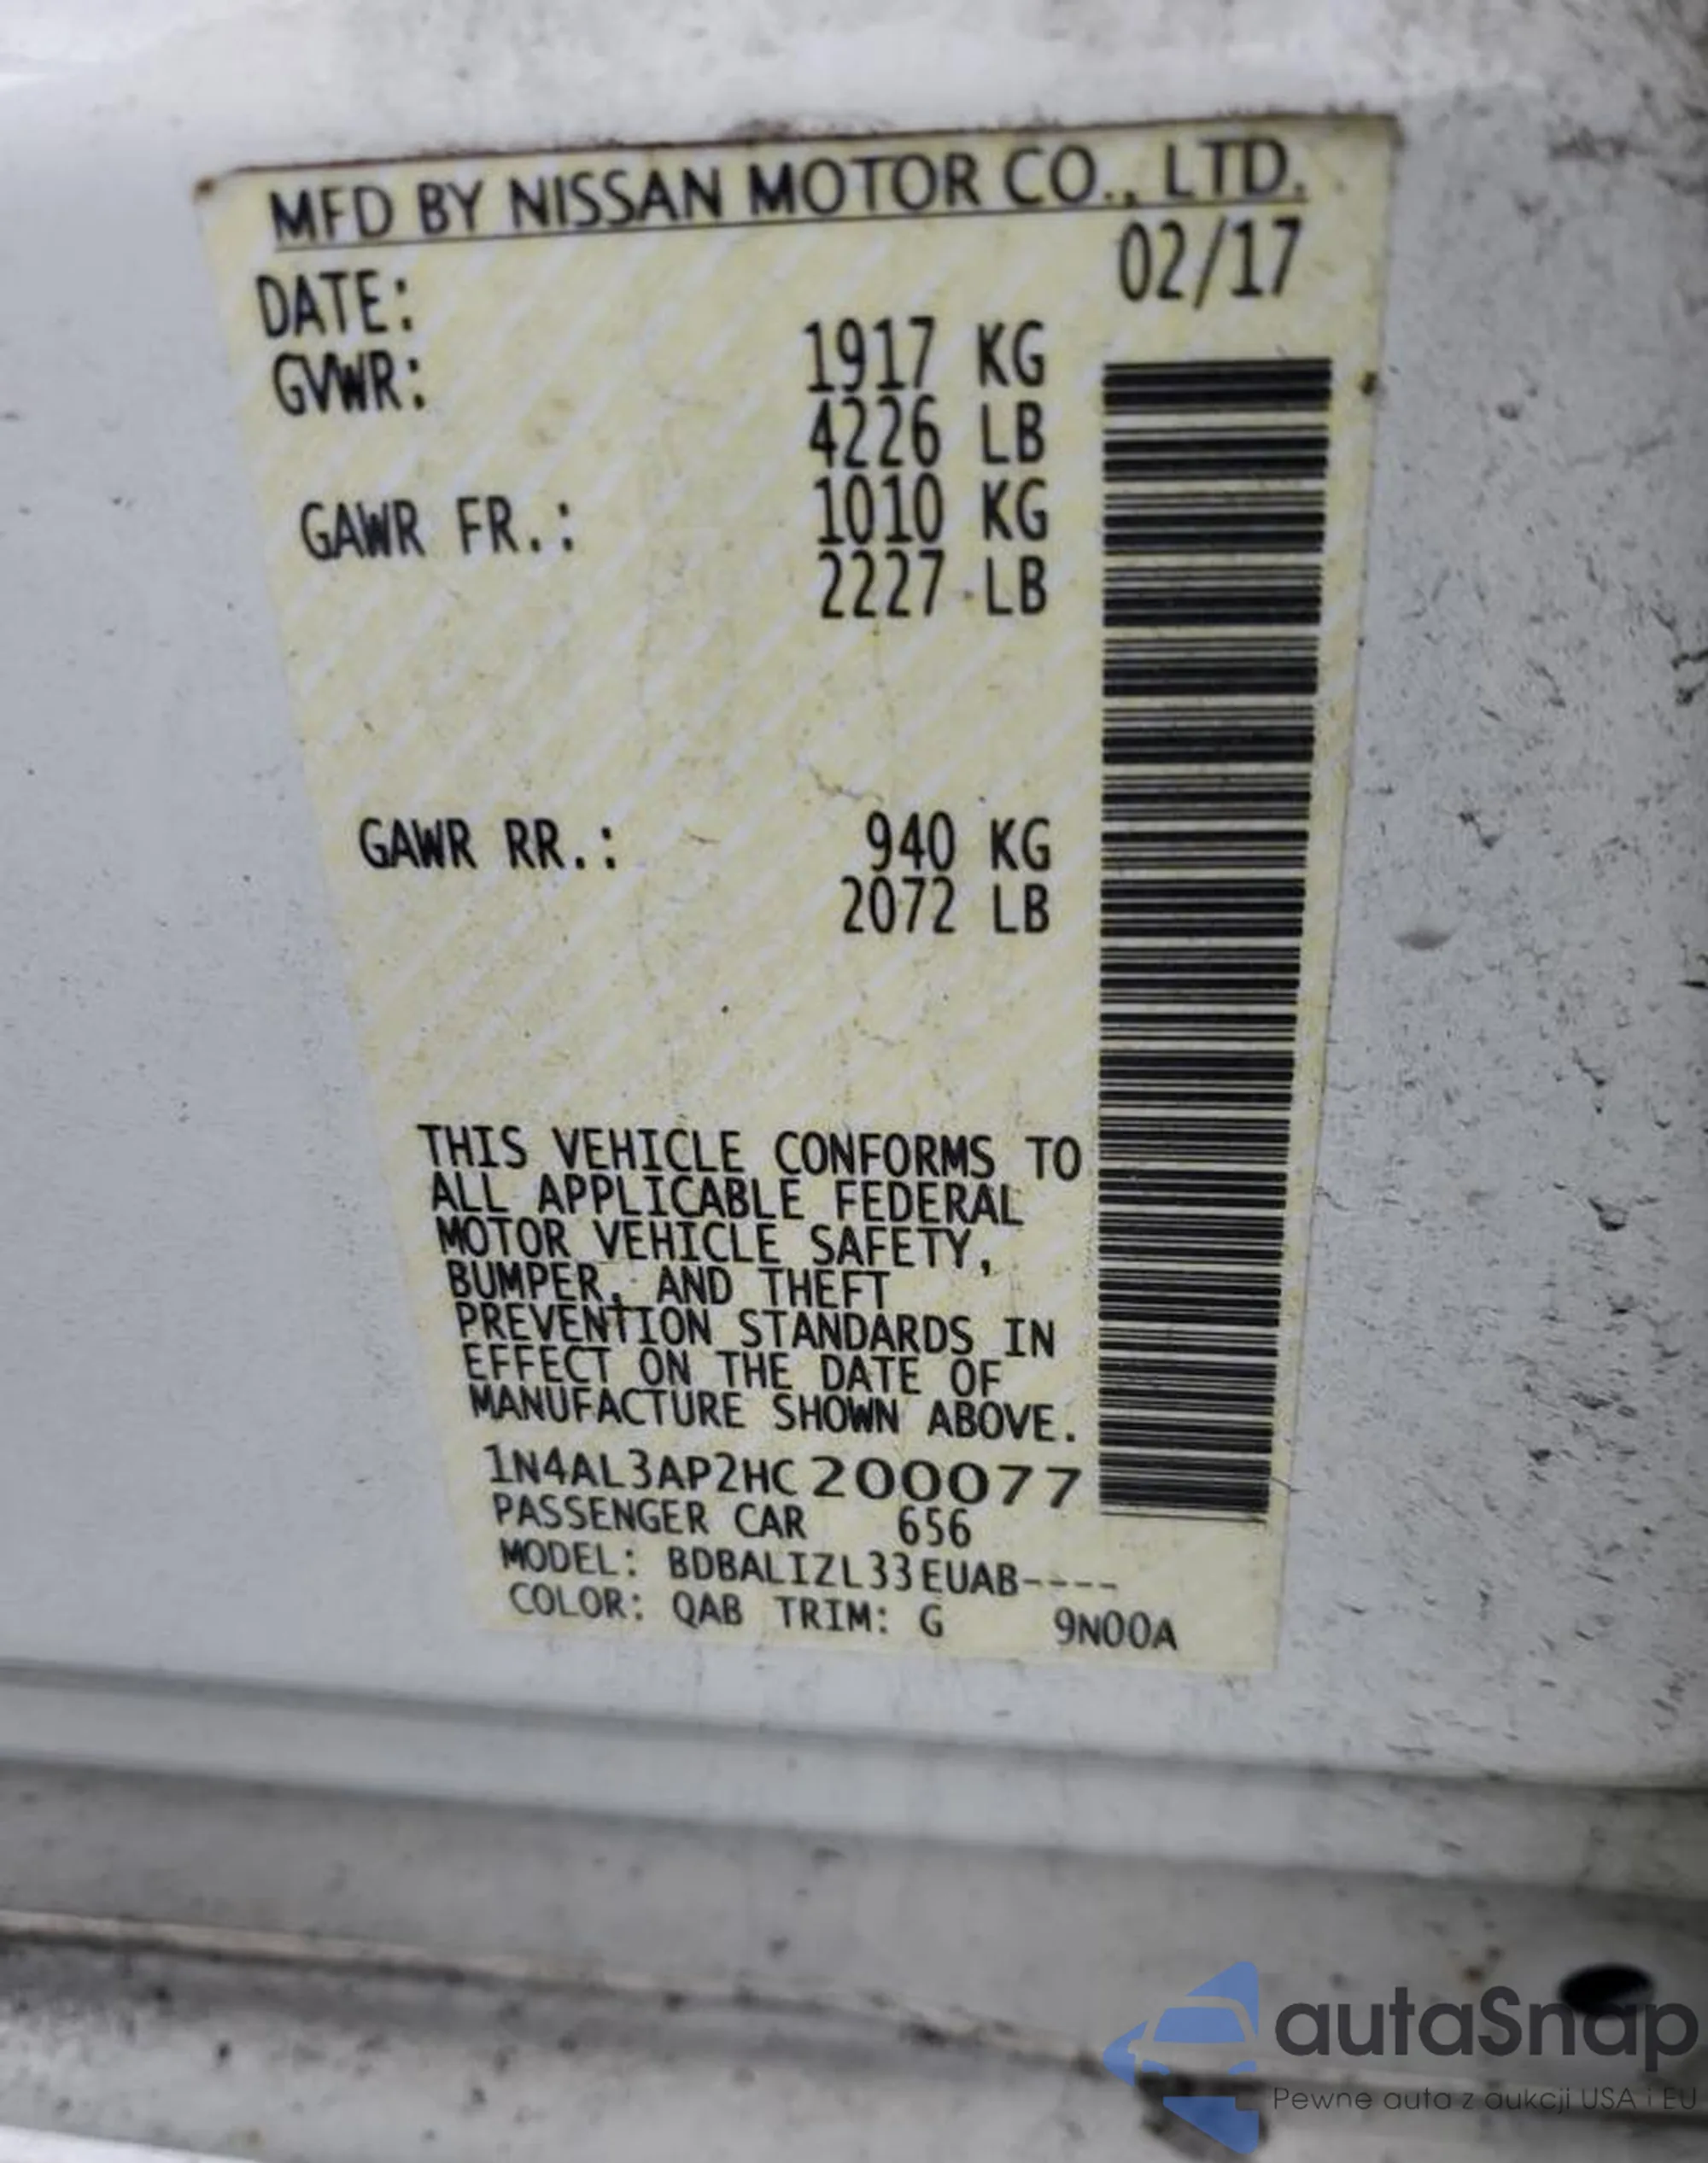 MFD BY NISSAN MOTOR CO., LTD.
DATE: 02/17
GVWR: 1917 KG
4226 LB
GAWR FR.: 1010 KG
2227 LB
GAWR RR.: 940 KG
2072 LB
THIS VEHICLE CONFORMS TO
ALL APPLICABLE FEDERAL
MOTOR VEHICLE SAFETY,
BUMPER, AND THEFT
PREVENTION STANDARDS IN
EFFECT ON THE DATE OF
MANUFACTURE SHOWN ABOVE.
1N4AL3AP2HC200077
PASSENGER CAR 656
MODEL: BDBALIZL33EUAB----
COLOR: QAB TRIM: G 9N00A
autaSnap
Pewne auta z aukcji USA i EU